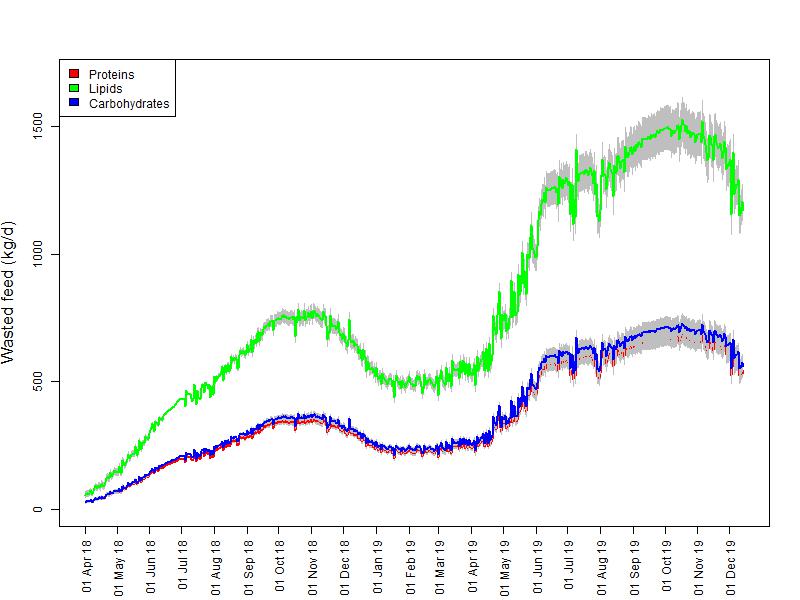 Proteins
Lipids
Carbohydrates
Wasted feed (kg/d)
1500
1000
500
0
01 Apr 18
01 May 18
01 Jun 18
01 Jul 18
01 Aug 18
01 Sep 18
01 Oct 18
01 Nov 18
01 Dec 18
01 Jan 19
01 Feb 19
01 Mar 19
01 Apr 19
01 May 19
01 Jun 19
01 Jul 19
01 Aug 19
01 Sep 19
01 Oct 19
01 Nov 19
01 Dec 19